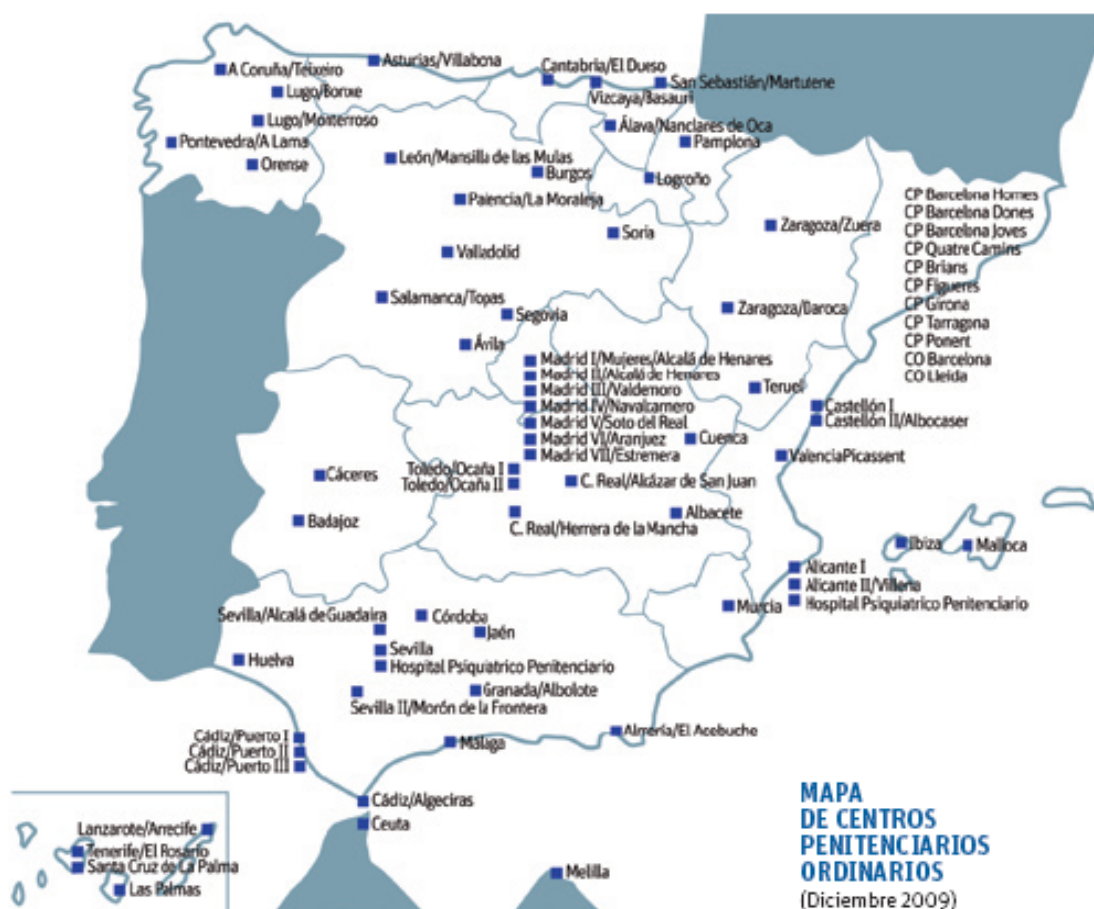 A Coruña/Teixeiro
Asturias/Villabona
Cantabria/El Dueso
San Sebastián/Martutene
Lugo/Bonxe
Vizcaya/Basauri
Lugo/Monterroso
Álava/Nanclares de Oca
Pontevedra/A Lama
Pamplona
Orense
León/Mansilla de las Mulas
Burgos
Logroño
Palencia/La Moraleja
Soria
Zaragoza/Zuera
CP Barcelona Homes
CP Barcelona Dones
CP Barcelona Joves
CP Quatre Camins
CP Brians
CP Figueres
CP Girona
CP Tarragona
CP Ponent
CO Barcelona
CO Lleida
Valladolid
Salamanca/Topas
Segovia
Zaragoza/Daroca
Ávila
Madrid I/Mujeres/Alcalá de Henares
Madrid II/Alcalá de Henares
Madrid III/Valdemoro
Madrid IV/Navalcarnero
Madrid V/Soto del Real
Madrid VI/Aranjuez
Madrid VII/Estremera
Teruel
Castellón I
Castellón II/Albocaser
Cuenca
ValenciaPicassent
Toledo/Ocaña I
Toledo/Ocaña II
Cáceres
C. Real/Alcázar de San Juan
Badajoz
C. Real/Herrera de la Mancha
Albacete
Ibiza
Malloca
Alicante I
Alicante II/Villena
Hospital Psiquiatrico Penitenciario
Murcia
Sevilla/Alcalá de Guadaira
Córdoba
Jaén
Sevilla
Hospital Psiquiatrico Penitenciario
Huelva
Granada/Albolote
Sevilla II/Morón de la Frontera
Almería/El Acebuche
Cádiz/Puerto I
Cádiz/Puerto II
Cádiz/Puerto III
Málaga
Cádiz/Algeciras
Ceuta
Melilla
Lanzarote/Arrecife
Tenerife/El Rosario
Santa Cruz de La Palma
Las Palmas
MAPA
DE CENTROS
PENITENCIARIOS
ORDINARIOS
(Diciembre 2009)